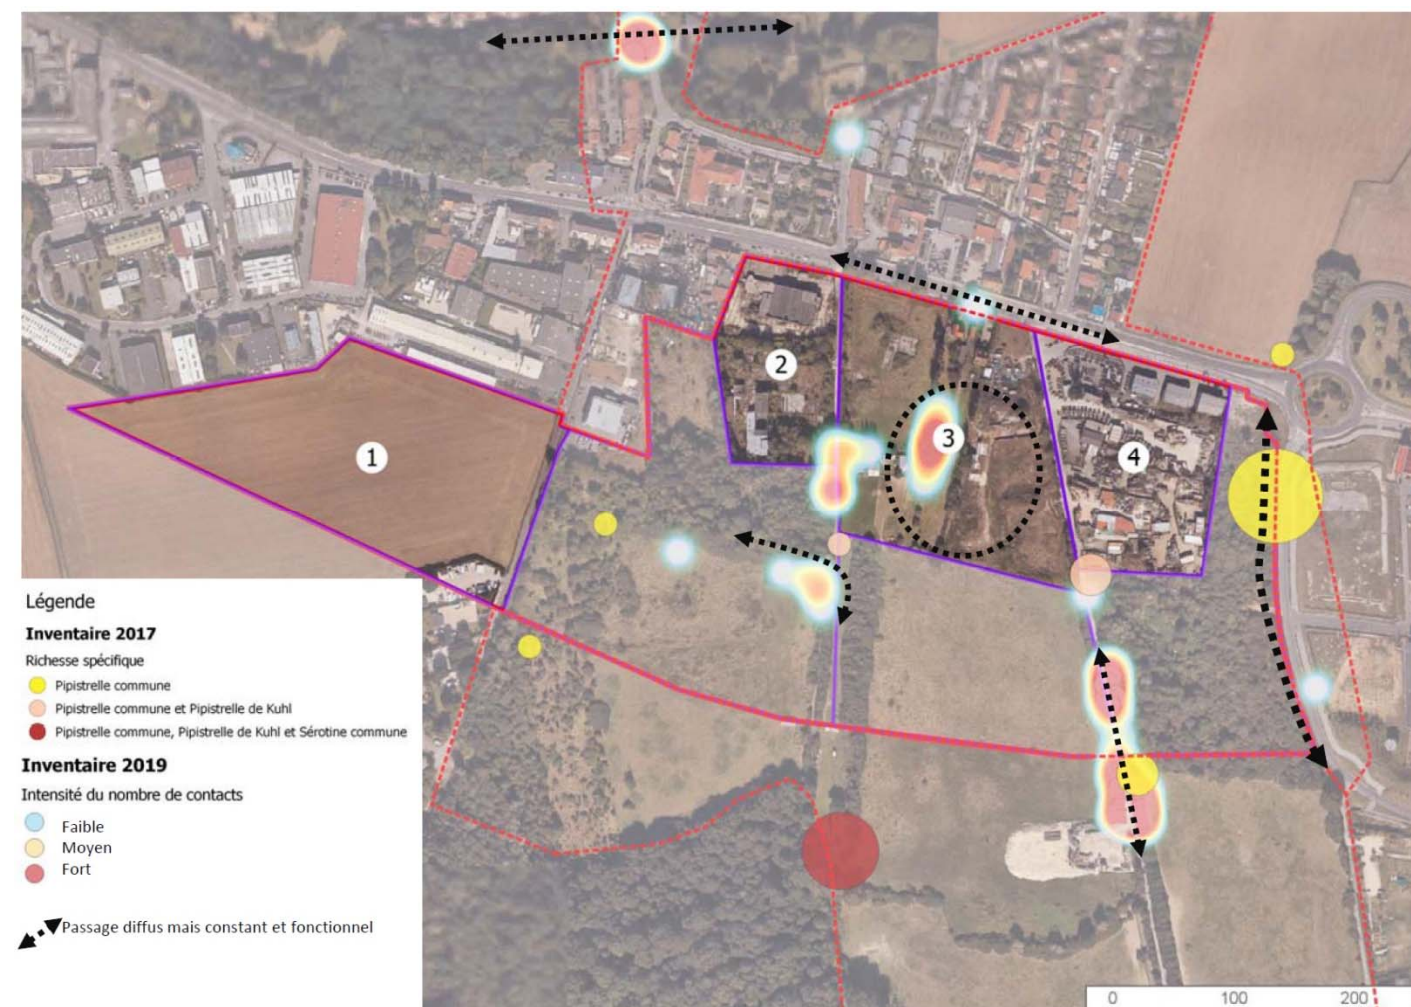 2
3
1
4
Légende
Inventaire 2017
Richesse spécifique
Pipistrelle commune
Pipistrelle commune et Pipistrelle de Kuhl
Pipistrelle commune, Pipistrelle de Kuhl et Sérotine commune
Inventaire 2019
Intensité du nombre de contacts
Faible
Moyen
Fort
Passage diffus mais constant et fonctionnel
0 100 200